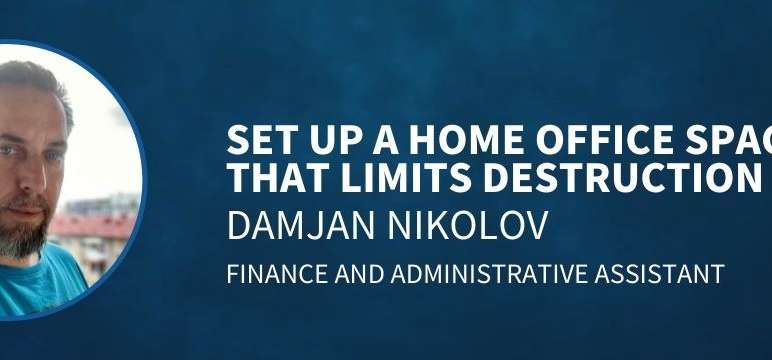 SET UP A HOME OFFICE SPAC
THAT LIMITS DESTRUCTION
DAMJAN NIKOLOV
FINANCE AND ADMINISTRATIVE ASSISTANT